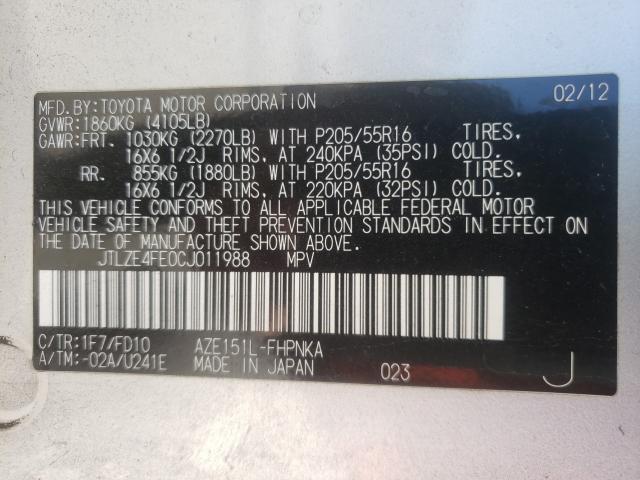 MFD.BY:TOYOTA MOTOR CORPORATION 02/12
GVWR:1860KG (4105LB)
GAWR:FRT. 1030KG (2270LB) WITH P205/55R16 TIRES,
16X6 1/2J RIMS, AT 240KPA (35PSI) COLD.
RR. 855KG (1880LB) WITH P205/55R16 TIRES,
16X6 1/2J RIMS, AT 220KPA (32PSI) COLD.
THIS VEHICLE CONFORMS TO ALL APPLICABLE FEDERAL MOTOR
VEHICLE SAFETY AND THEFT PREVENTION STANDARDS IN EFFECT ON
THE DATE OF MANUFACTURE SHOWN ABOVE.
JTLZE4FE0CJ011988 MPV
C/TR:1F7/FD10 AZE151L-FHPNKA
A/TM:-02A/U241E MADE IN JAPAN 023 J